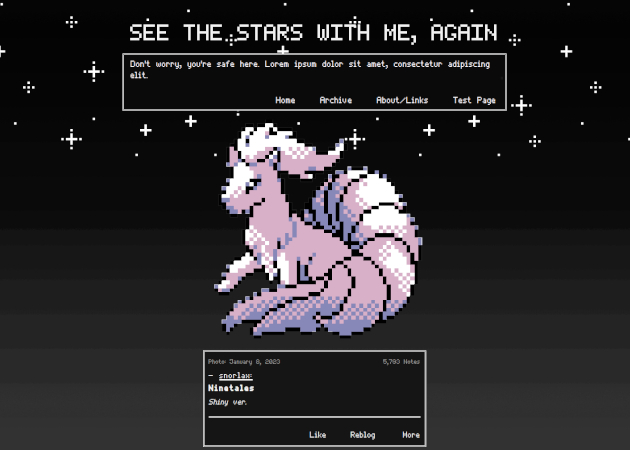 SEE THE STARS WITH ME, AGAIN
Don't worry, you're safe here. Lorem ipsum dolor sit amet, consectetur adipiscing
elit.
Home Archive About/Links Test Page
Photo: January 8, 2023 5,793 Notes
— snorlax:
Ninetales
Shiny ver.
Like Reblog More